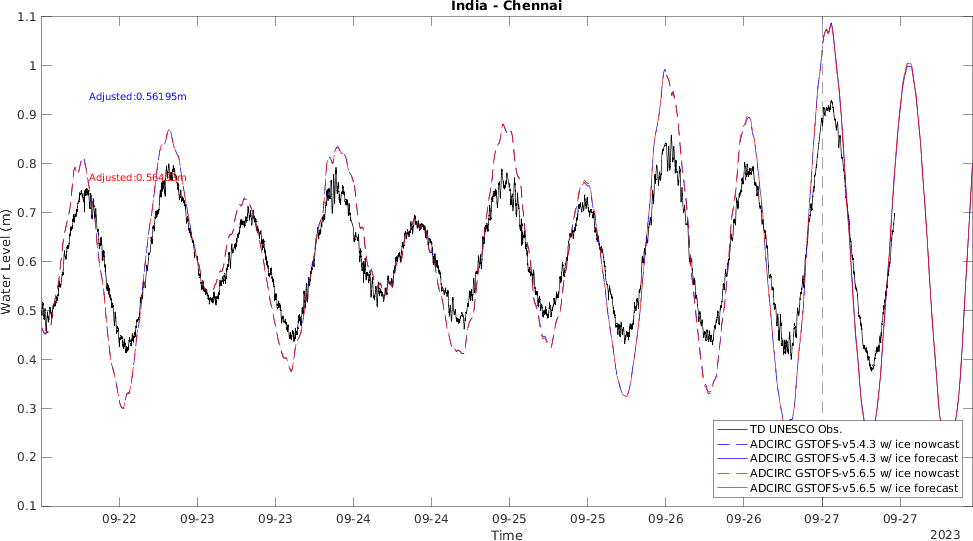 India - Chennai
1.1
1
0.9
0.8
0.7
0.6
0.5
0.4
0.3
0.2
0.1
Water Level (m)
Adjusted:0.56195m
TD UNESCO Obs.
ADCIRC GSTOFS-v5.4.3 w/ ice nowcast
ADCIRC GSTOFS-v5.4.3 w/ ice forecast
ADCIRC GSTOFS-v5.6.5 w/ ice nowcast
ADCIRC GSTOFS-v5.6.5 w/ ice forecast
09-22 09-23 09-23 09-24 09-24 09-25 09-25 09-26 09-26 09-27 09-27
Time
2023